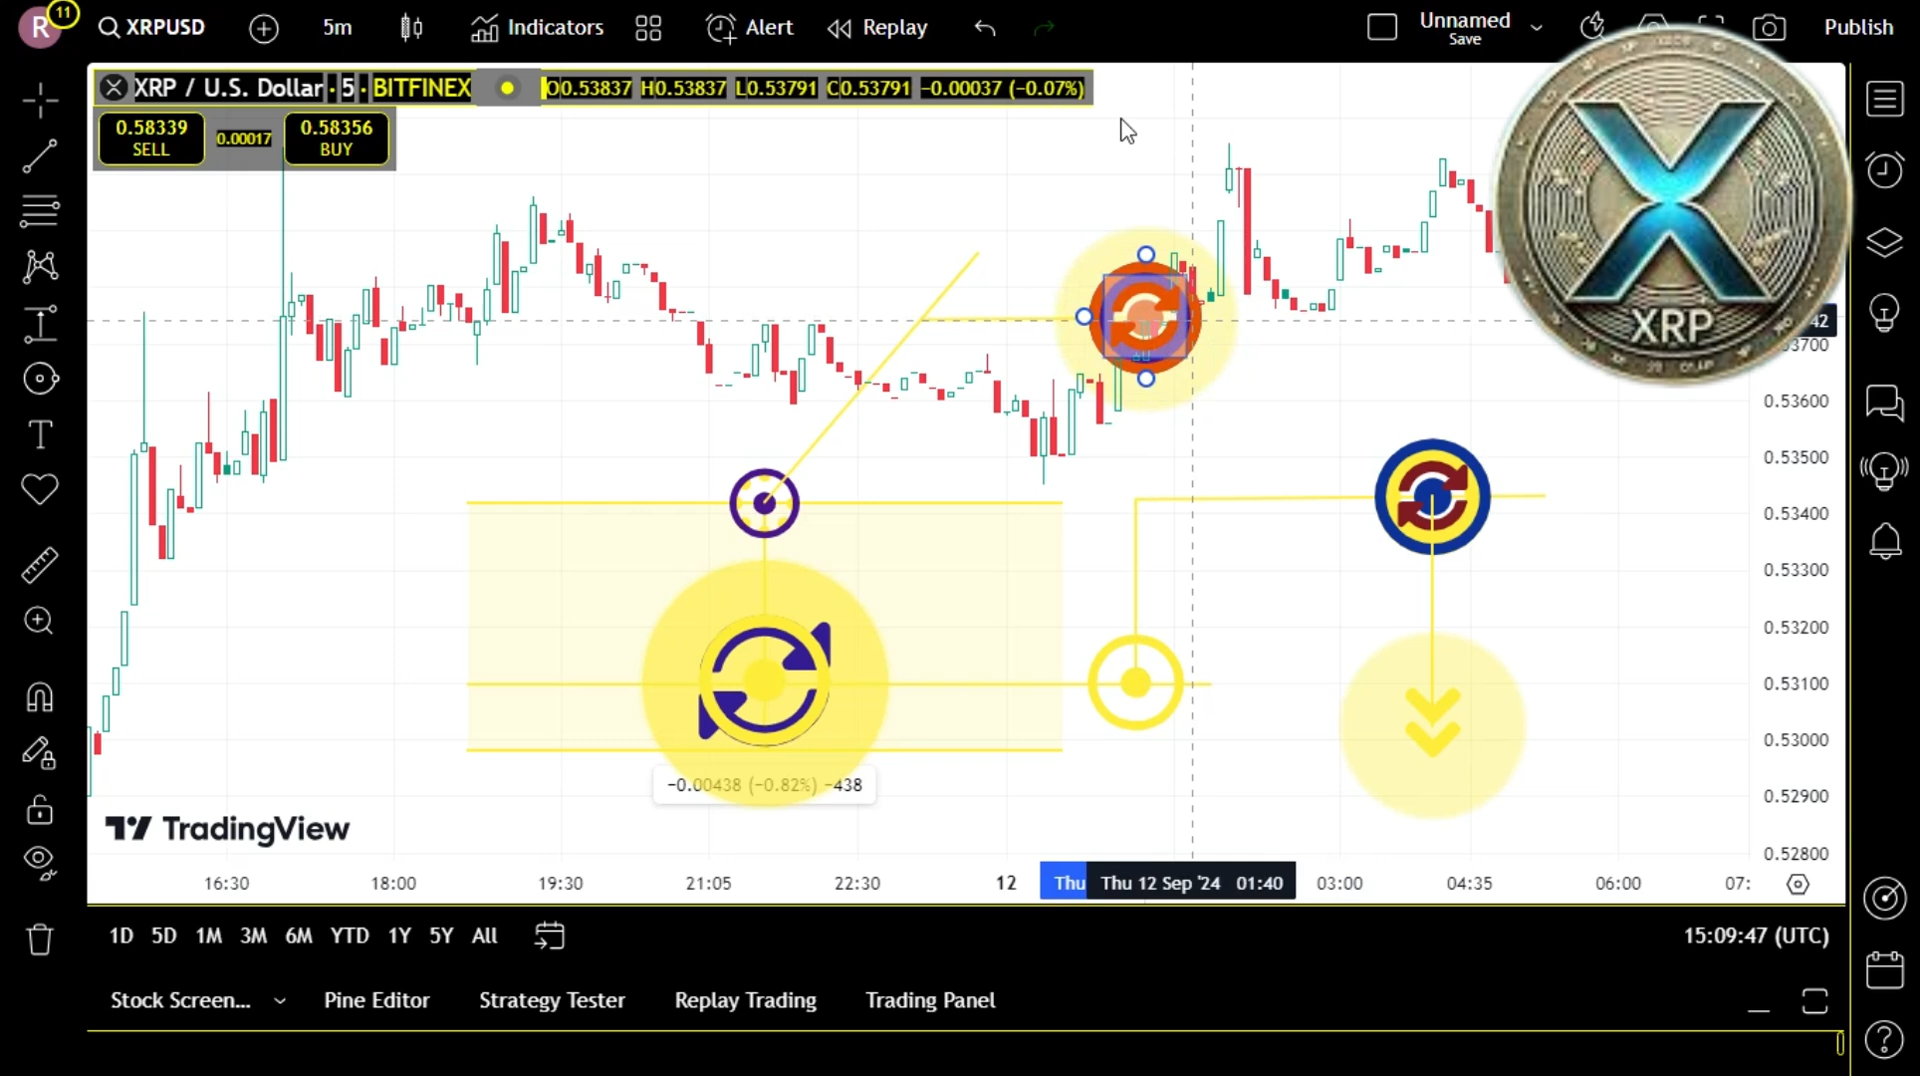 R 11 XRPUSD 5m Indicators Alert Replay Unnamed Publish
Save
XRP / U.S. Dollar · 5 · BITFINEX O0.53837 H0.53837 L0.53791 C0.53791 −0.00037 (−0.07%)
0.58339 0.00017 0.58356
SELL BUY
XRP
42
0.53700
0.53600
0.53500
0.53400
0.53300
0.53200
0.53100
0.53000
0.52900
0.52800
−0.00438 (−0.82%) −438
TradingView
16:30 18:00 19:30 21:05 22:30 12 Thu Thu 12 Sep '24 01:40 03:00 04:35 06:00 07:
1D 5D 1M 3M 6M YTD 1Y 5Y All 15:09:47 (UTC)
Stock Screen... Pine Editor Strategy Tester Replay Trading Trading Panel